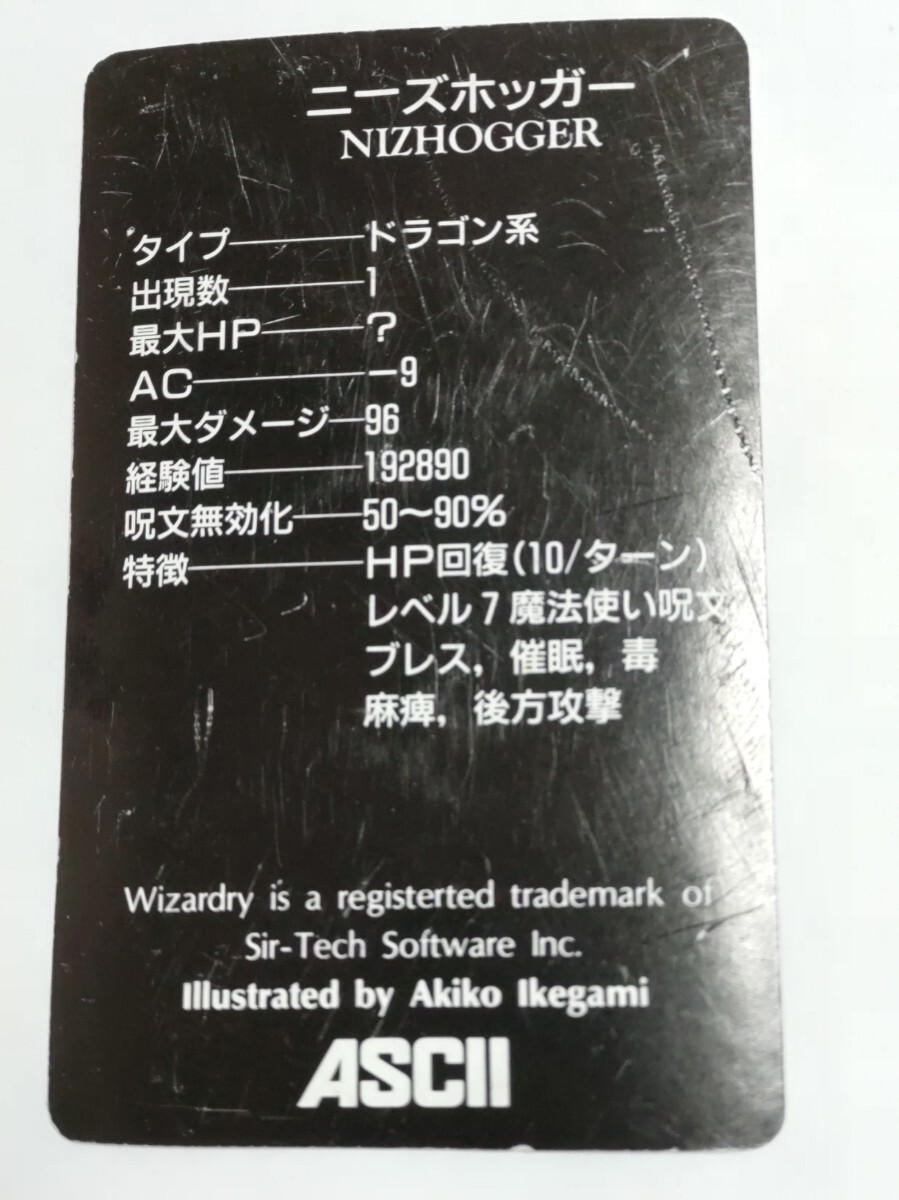 ニーズホッガー
NIZHOGGER
タイプ――ドラゴン系
出現数――1
最大HP――?
AC――-9
最大ダメージ―96
経験値――192890
呪文無効化――50~90%
特徴――HP回復(10/ターン)
レベル7魔法使い呪文
ブレス,催眠,毒
麻痺,後方攻撃
Wizardry is a registerted trademark of
Sir-Tech Software Inc.
Illustrated by Akiko Ikegami
ASCII